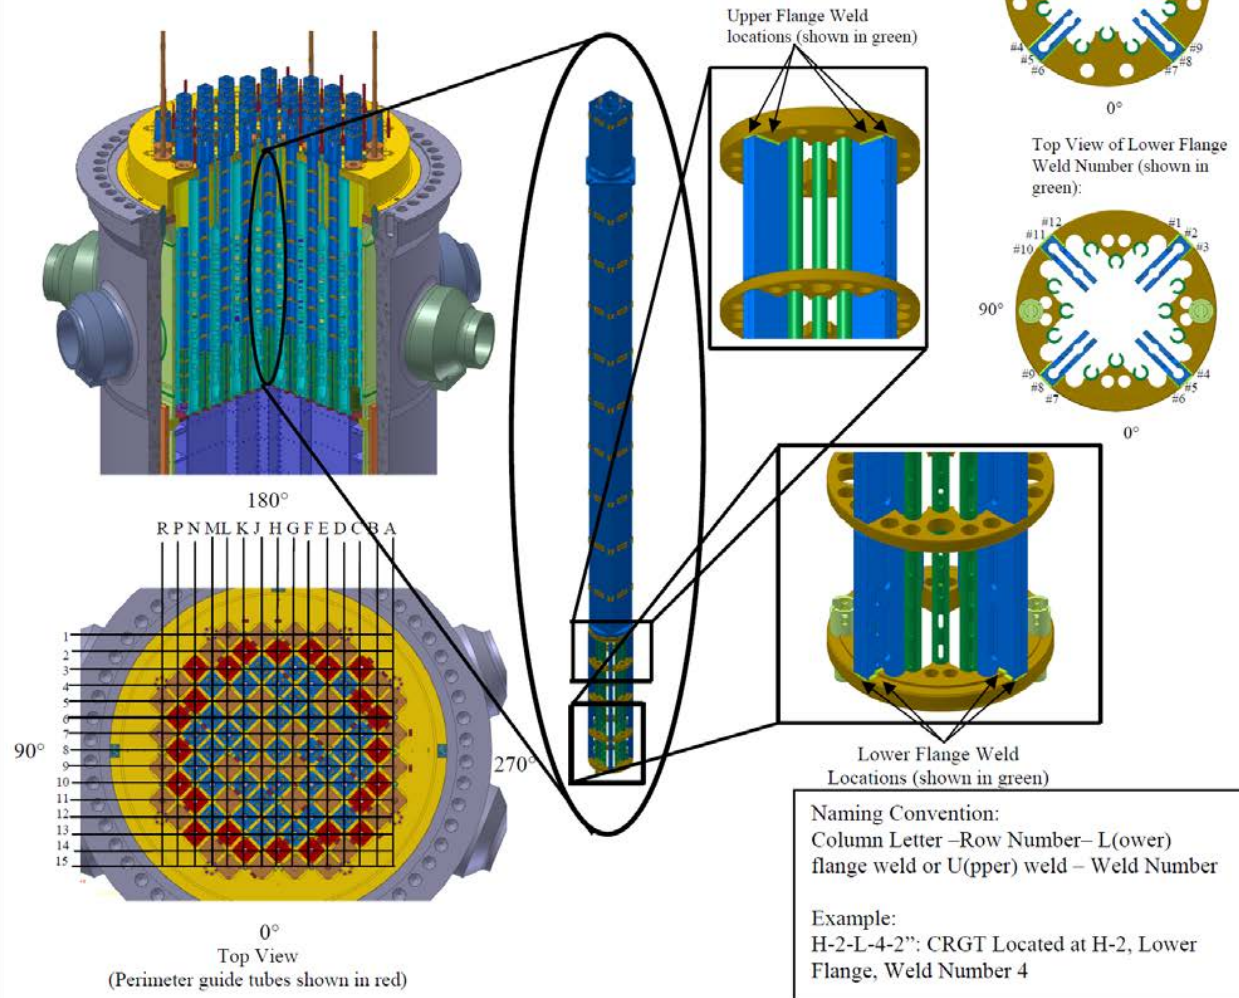 Upper Flange Weld
locations (shown in green)
#4
#5
#6
#9
#8
#7
0°
Top View of Lower Flange
Weld Number (shown in
green):
#12
#11
#10
#1
#2
#3
90°
#9
#8
#7
#4
#5
#6
0°
180°
R P N M L K J H G F E D C B A
1
2
3
4
5
6
7
8
9
10
11
12
13
14
15
90°
270°
0°
Top View
(Perimeter guide tubes shown in red)
Lower Flange Weld
Locations (shown in green)
Naming Convention:
Column Letter –Row Number– L(ower)
flange weld or U(pper) weld – Weld Number
Example:
H-2-L-4-2”: CRGT Located at H-2, Lower
Flange, Weld Number 4